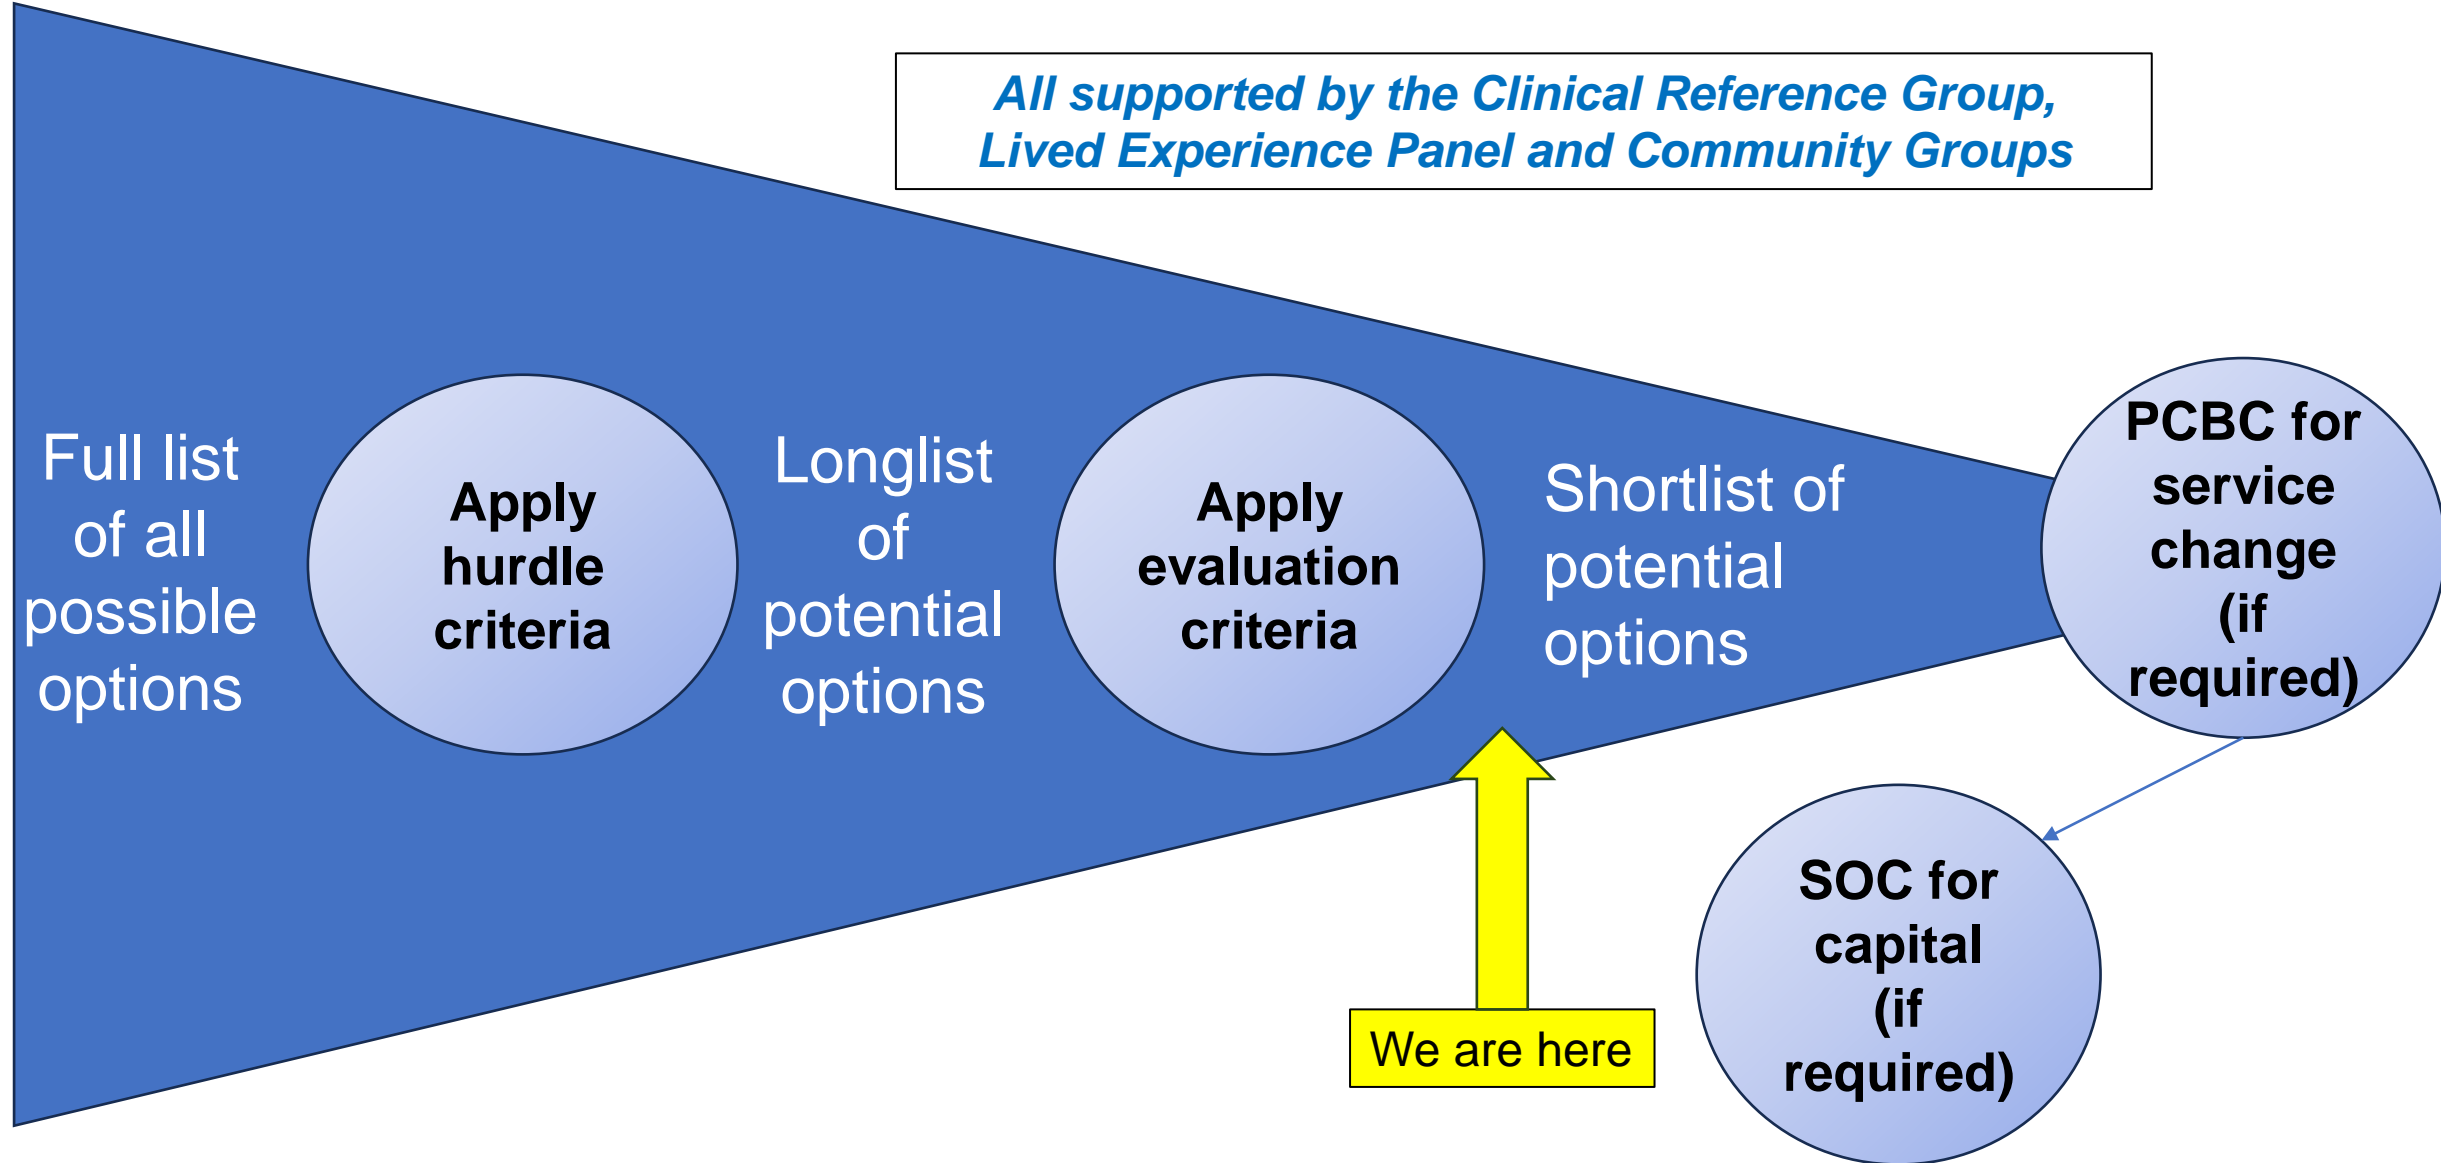 All supported by the Clinical Reference Group,
Lived Experience Panel and Community Groups
Full list
of all
possible
options
Apply
hurdle
criteria
Longlist
of
potential
options
Apply
evaluation
criteria
Shortlist of
potential
options
PCBC for
service
change
(if
required)
We are here
SOC for
capital
(if
required)